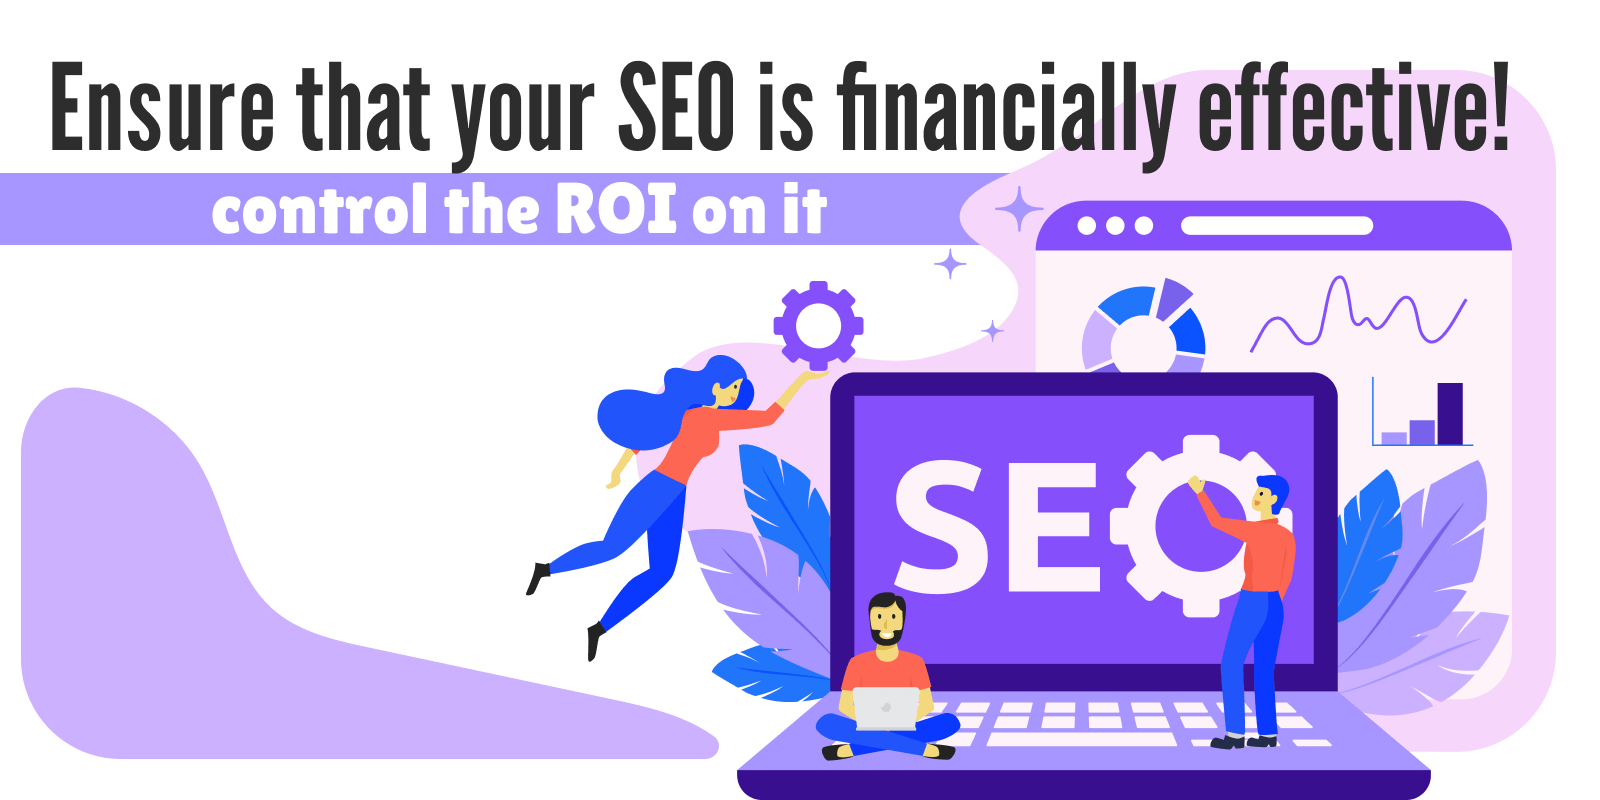 Ensure that your SEO is financially effective!
control the ROI on it
SEO